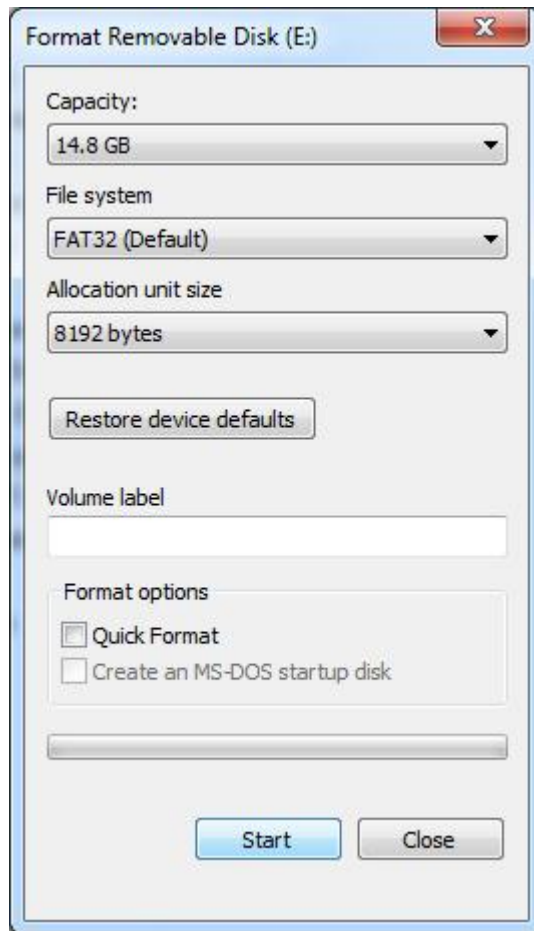 Format Removable Disk (E:)
Capacity:
14.8 GB
File system
FAT32 (Default)
Allocation unit size
8192 bytes
Restore device defaults
Volume label
Format options
Quick Format
Create an MS-DOS startup disk
Start Close